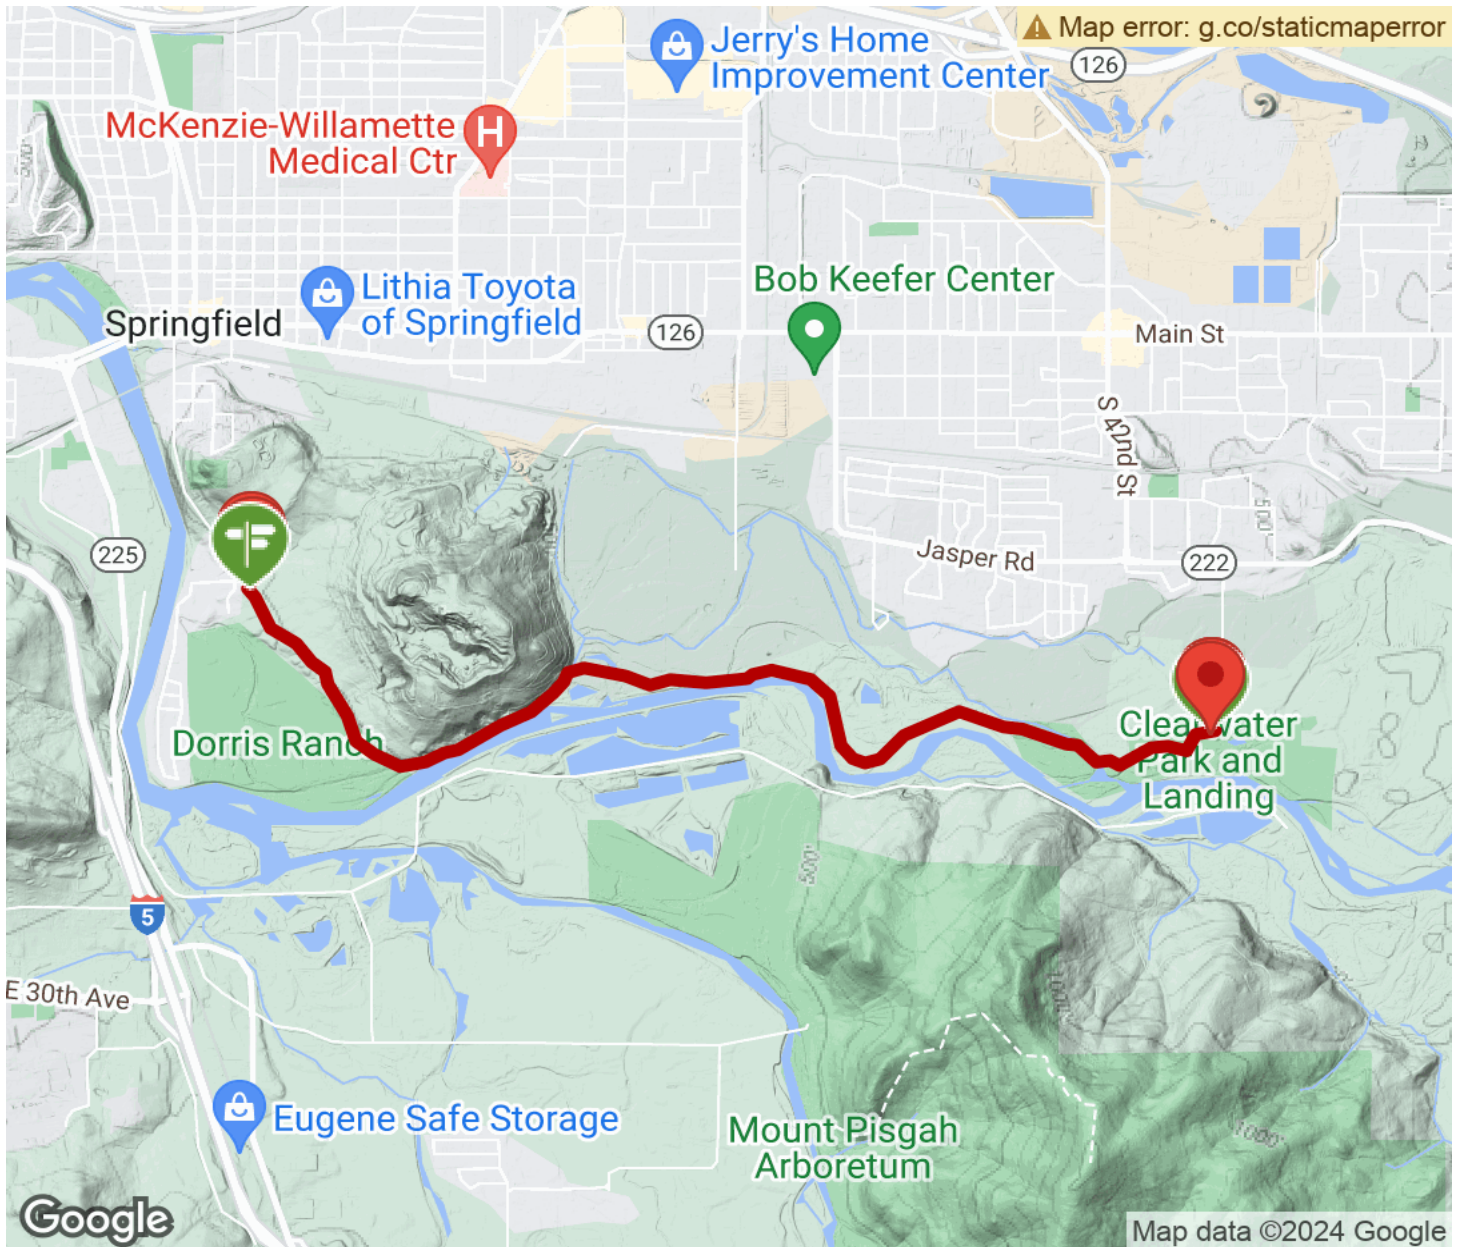 Map error: g.co/staticmaperror
Jerry's Home
Improvement Center
126
McKenzie-Willamette
Medical Ctr
H
Bob Keefer Center
Lithia Toyota
of Springfield
Springfield
126
Main St
S 42nd St
225
Jasper Rd
222
500'
Dorris Ranch
Clearwater
Park and
Landing
500'
5
1000'
E 30th Ave
Eugene Safe Storage
Mount Pisgah
Arboretum
1000'
Google
Map data ©2024 Google